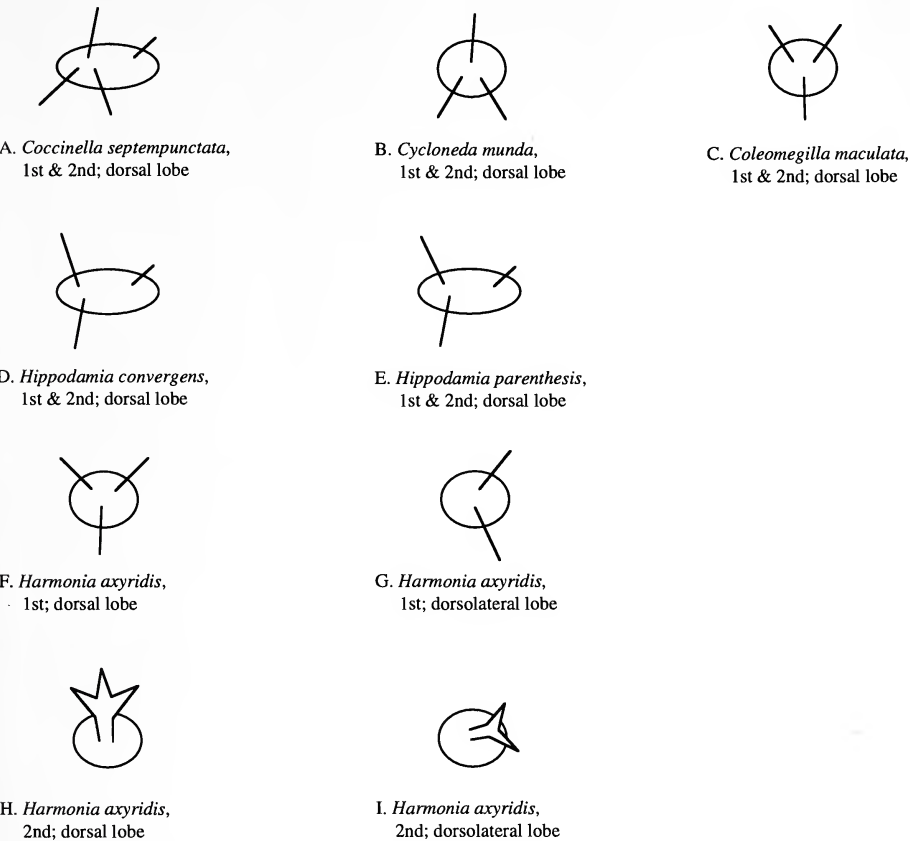 A. Coccinella septempunctata,
1st & 2nd; dorsal lobe
B. Cycloneda munda,
1st & 2nd; dorsal lobe
C. Coleomegilla maculata,
1st & 2nd; dorsal lobe
D. Hippodamia convergens,
1st & 2nd; dorsal lobe
E. Hippodamia parenthesis,
1st & 2nd; dorsal lobe
F. Harmonia axyridis,
1st; dorsal lobe
G. Harmonia axyridis,
1st; dorsolateral lobe
H. Harmonia axyridis,
2nd; dorsal lobe
I. Harmonia axyridis,
2nd; dorsolateral lobe